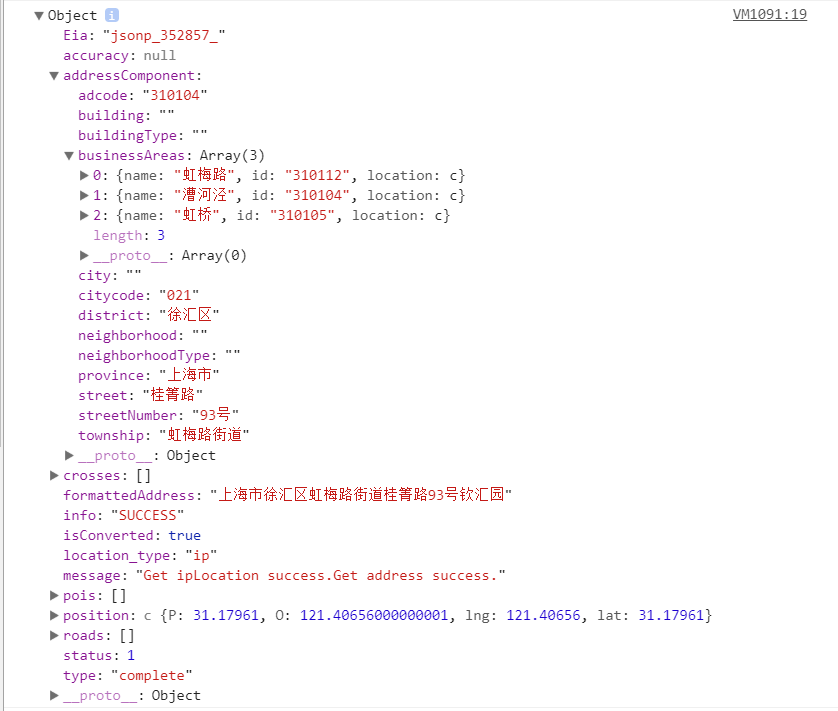 ▼Object i VM1091:19
Eia: "jsonp_352857_"
accuracy: null
▼addressComponent:
adcode: "310104"
building: ""
buildingType: ""
▼businessAreas: Array(3)
▶0: {name: "虹梅路", id: "310112", location: c}
▶1: {name: "漕河泾", id: "310104", location: c}
▶2: {name: "虹桥", id: "310105", location: c}
length: 3
▶__proto__: Array(0)
city: ""
citycode: "021"
district: "徐汇区"
neighborhood: ""
neighborhoodType: ""
province: "上海市"
street: "桂箐路"
streetNumber: "93号"
township: "虹梅路街道"
▶__proto__: Object
▶crosses: []
formattedAddress: "上海市徐汇区虹梅路街道桂箐路93号钦汇园"
info: "SUCCESS"
isConverted: true
location_type: "ip"
message: "Get ipLocation success.Get address success."
▶pois: []
▶position: c {P: 31.17961, O: 121.40656000000001, lng: 121.40656, lat: 31.17961}
▶roads: []
status: 1
type: "complete"
▶__proto__: Object